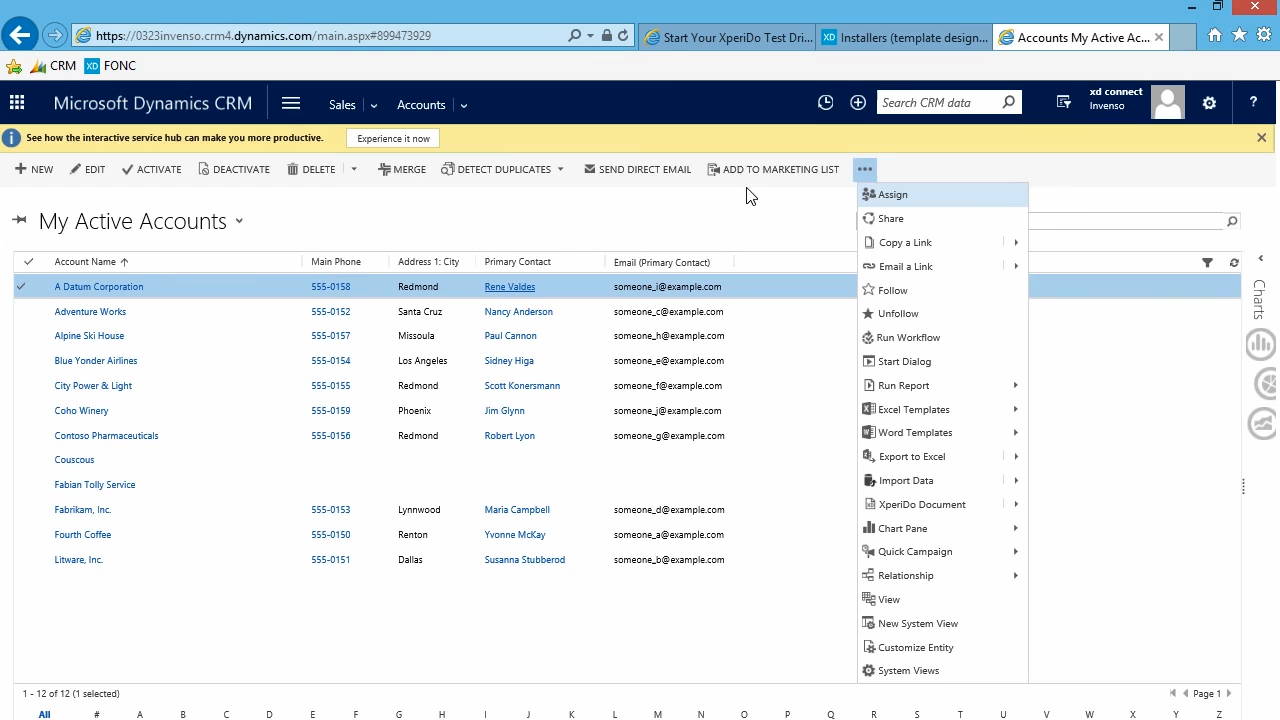 https://0323invenso.crm4.dynamics.com/main.aspx#899473929
Start Your XperiDo Test Dri...
XD Installers (template design...
Accounts My Active Ac...
CRM
XD FONC
Microsoft Dynamics CRM
Sales
Accounts
Search CRM data
xd connect
Invenso
?
See how the interactive service hub can make you more productive.
Experience it now
NEW
EDIT
ACTIVATE
DEACTIVATE
DELETE
MERGE
DETECT DUPLICATES
SEND DIRECT EMAIL
ADD TO MARKETING LIST
...
My Active Accounts
Account Name
Main Phone
Address 1: City
Primary Contact
Email (Primary Contact)
A Datum Corporation 555-0158 Redmond Rene Valdes someone_i@example.com
Adventure Works 555-0152 Santa Cruz Nancy Anderson someone_c@example.com
Alpine Ski House 555-0157 Missoula Paul Cannon someone_h@example.com
Blue Yonder Airlines 555-0154 Los Angeles Sidney Higa someone_e@example.com
City Power & Light 555-0155 Redmond Scott Konersmann someone_f@example.com
Coho Winery 555-0159 Phoenix Jim Glynn someone_j@example.com
Contoso Pharmaceuticals 555-0156 Redmond Robert Lyon someone_g@example.com
Couscous
Fabian Tolly Service
Fabrikam, Inc. 555-0153 Lynnwood Maria Campbell someone_d@example.com
Fourth Coffee 555-0150 Renton Yvonne McKay someone_a@example.com
Litware, Inc. 555-0151 Dallas Susanna Stubberod someone_b@example.com
Assign
Share
Copy a Link
Email a Link
Follow
Unfollow
Run Workflow
Start Dialog
Run Report
Excel Templates
Word Templates
Export to Excel
Import Data
XperiDo Document
Chart Pane
Quick Campaign
Relationship
View
New System View
Customize Entity
System Views
Charts
1 - 12 of 12 (1 selected)
Page 1
All # A B C D E F G H I J K L M N O P Q R S T U V W X Y Z